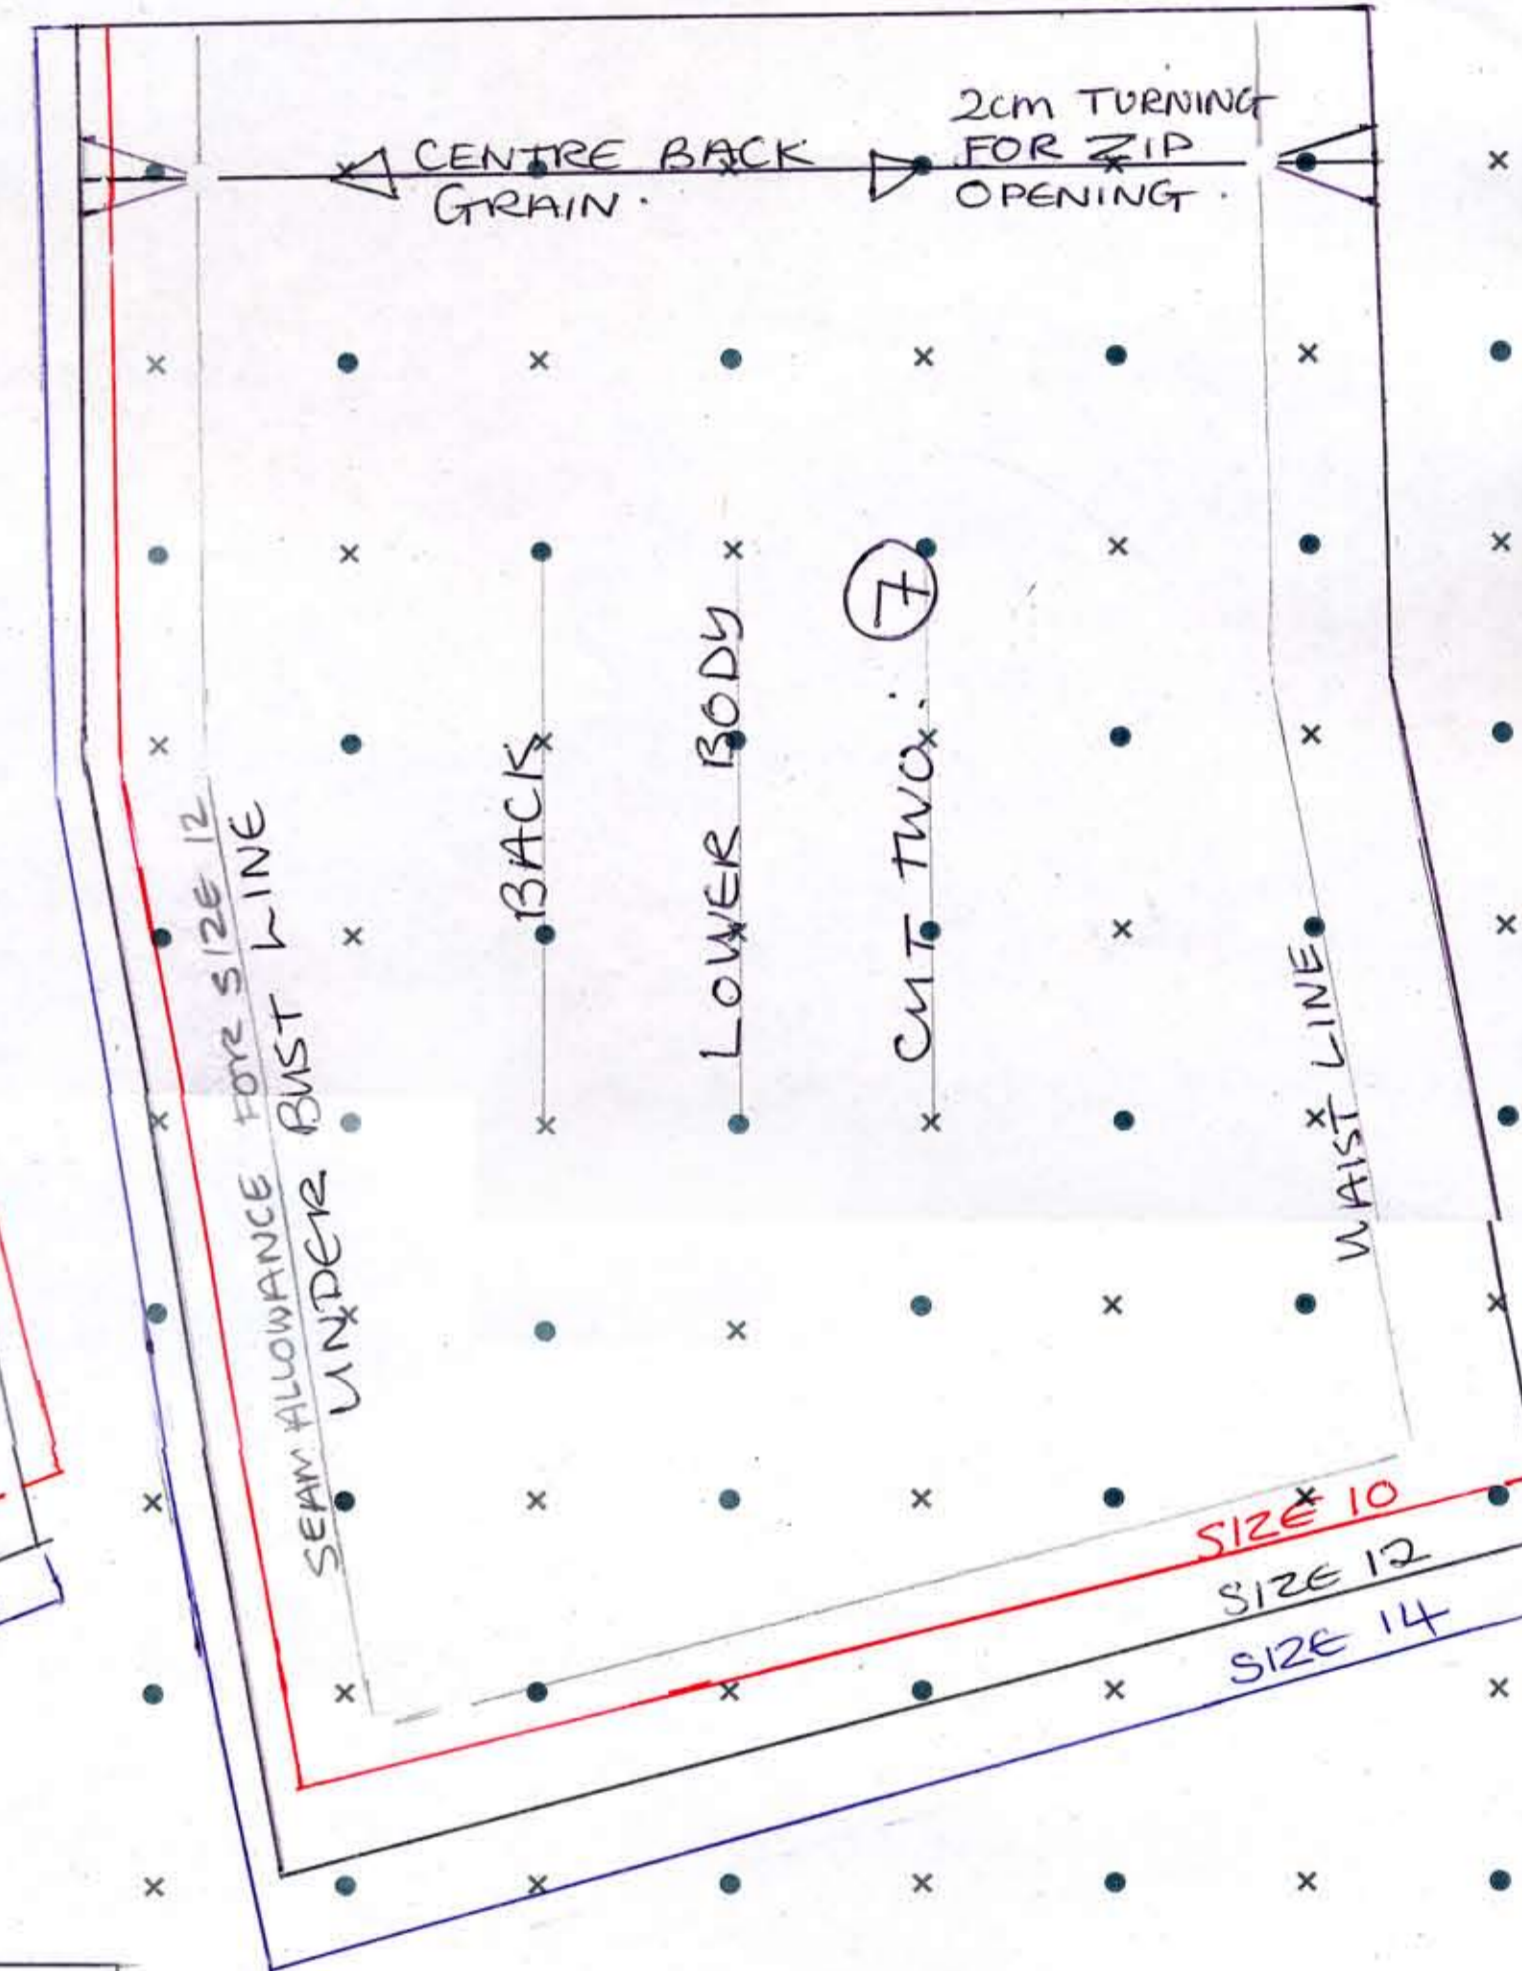 CENTRE BACK
GRAIN.
2cm TURNING
FOR ZIP
OPENING.
SEAM ALLOWANCE FOR SIZE 12
UNDER BUST LINE
BACK
LOWER BODY
CUT TWO.
7
WAIST LINE
SIZE 10
SIZE 12
SIZE 14